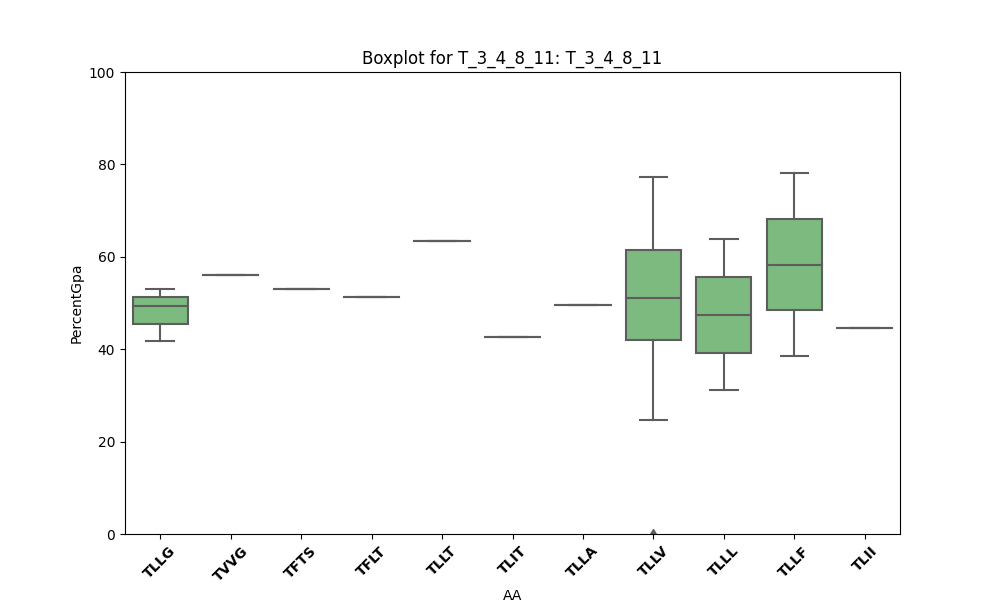 Boxplot for T_3_4_8_11: T_3_4_8_11
100
80
60
40
20
0
PercentGpa
TLLG
TVVG
TFTS
TFLT
TLLT
TLIT
TLLA
TLLV
TLLL
TLLF
TLII
AA